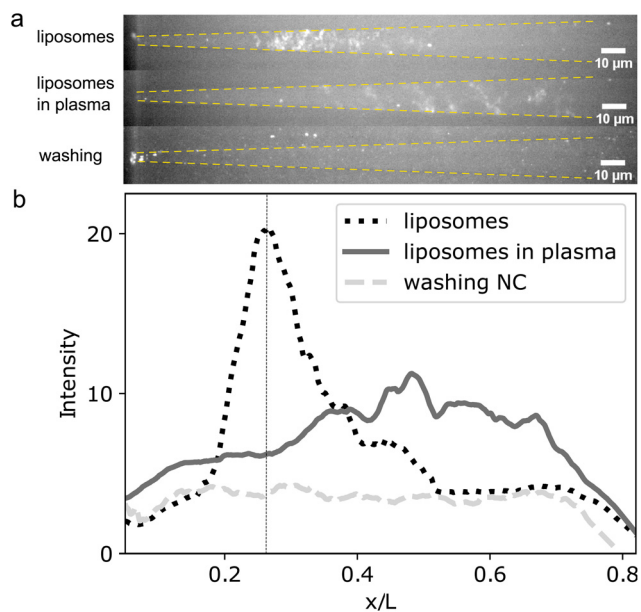 a
liposomes
10 µm
liposomes
in plasma
10 µm
washing
10 µm
b
20
10
0
Intensity
liposomes
liposomes in plasma
washing NC
0.2
0.4
0.6
0.8
x/L